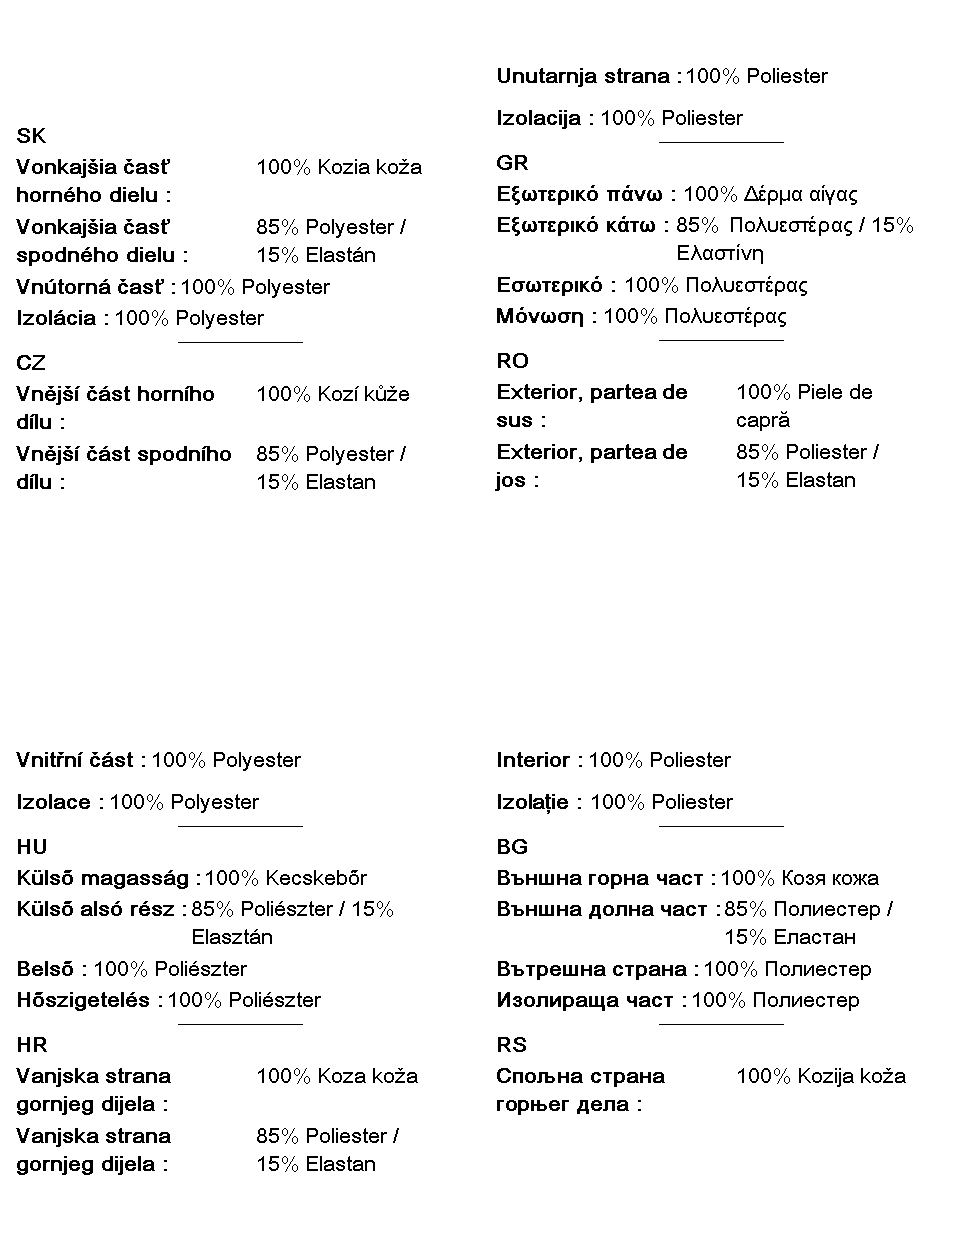 SK
Vonkajšia časť 100% Kozia koža
horného dielu :
Vonkajšia časť 85% Polyester /
spodného dielu : 15% Elastán
Vnútorná časť : 100% Polyester
Izolácia : 100% Polyester
CZ
Vnější část horního 100% Kozí kůže
dílu :
Vnější část spodního 85% Polyester /
dílu : 15% Elastan
Unutarnja strana : 100% Poliester
Izolacija : 100% Poliester
GR
Εξωτερικό πάνω : 100% Δέρμα αίγας
Εξωτερικό κάτω : 85% Πολυεστέρας / 15%
Ελαστίνη
Εσωτερικό : 100% Πολυεστέρας
Μόνωση : 100% Πολυεστέρας
RO
Exterior, partea de 100% Piele de
sus : capră
Exterior, partea de 85% Poliester /
jos : 15% Elastan
Vnitřní část : 100% Polyester
Izolace : 100% Polyester
HU
Külső magasság : 100% Kecskebőr
Külső alsó rész : 85% Poliészter / 15%
Elasztán
Belső : 100% Poliészter
Hőszigetelés : 100% Poliészter
HR
Vanjska strana 100% Koza koža
gornjeg dijela :
Vanjska strana 85% Poliester /
gornjeg dijela : 15% Elastan
Interior : 100% Poliester
Izolaţie : 100% Poliester
BG
Външна горна част : 100% Козя кожа
Външна долна част : 85% Полиестер /
15% Еластан
Вътрешна страна : 100% Полиестер
Изолираща част : 100% Полиестер
RS
Спољна страна 100% Kozija koža
горњег дела :